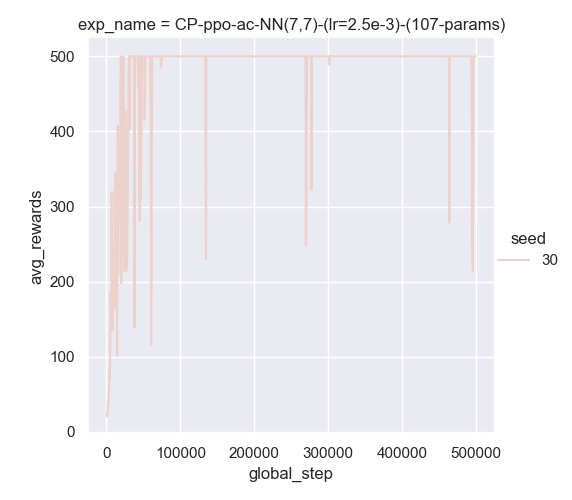 exp_name = CP-ppo-ac-NN(7,7)-(lr=2.5e-3)-(107-params)
500
400
300
200
100
0
avg_rewards
seed
30
0 100000 200000 300000 400000 500000
global_step